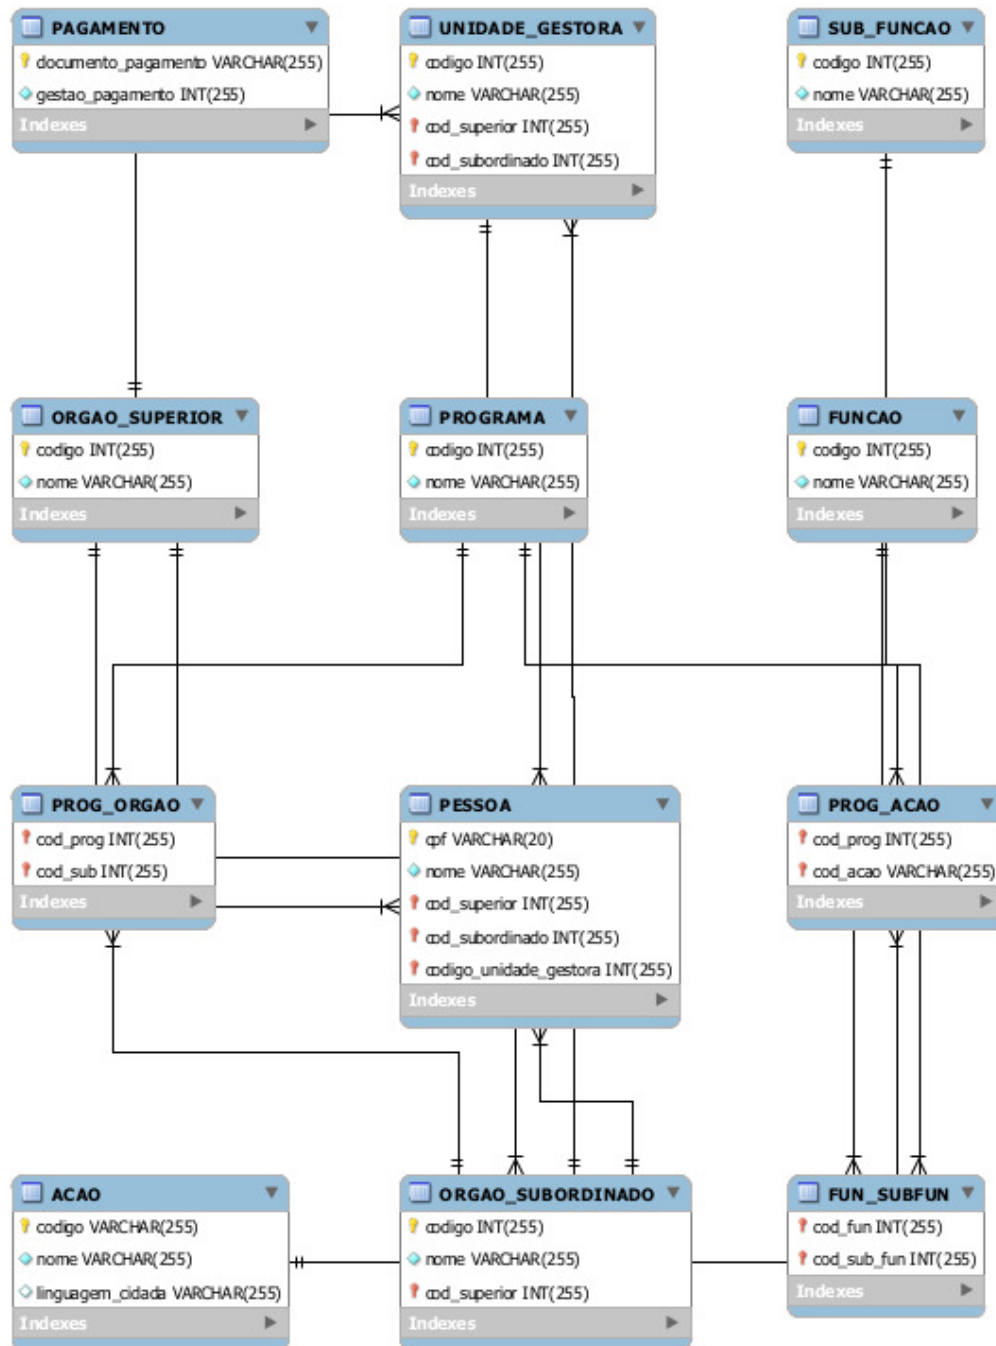 PAGAMENTO
documento_pagamento VARCHAR(255)
gestao_pagamento INT(255)
Indexes
UNIDADE_GESTORA
codigo INT(255)
nome VARCHAR(255)
cod_superior INT(255)
cod_subordinado INT(255)
Indexes
SUB_FUNCAO
codigo INT(255)
nome VARCHAR(255)
Indexes
ORGAO_SUPERIOR
codigo INT(255)
nome VARCHAR(255)
Indexes
PROGRAMA
codigo INT(255)
nome VARCHAR(255)
Indexes
FUNCAO
codigo INT(255)
nome VARCHAR(255)
Indexes
PROG_ORGAO
cod_prog INT(255)
cod_sub INT(255)
Indexes
PESSOA
cpf VARCHAR(20)
nome VARCHAR(255)
cod_superior INT(255)
cod_subordinado INT(255)
codigo_unidade_gestora INT(255)
Indexes
PROG_ACAO
cod_prog INT(255)
cod_acao VARCHAR(255)
Indexes
ACAO
codigo VARCHAR(255)
nome VARCHAR(255)
linguagem_cidada VARCHAR(255)
Indexes
ORGAO_SUBORDINADO
codigo INT(255)
nome VARCHAR(255)
cod_superior INT(255)
Indexes
FUN_SUBFUN
cod_fun INT(255)
cod_sub_fun INT(255)
Indexes